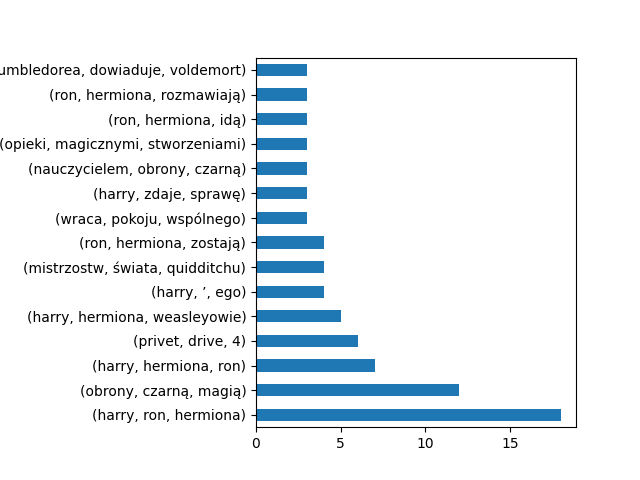 umbledorea, dowiaduje, voldemort)
(ron, hermiona, rozmawiają)
(ron, hermiona, idą)
(opieki, magicznymi, stworzeniami)
(nauczycielem, obrony, czarną)
(harry, zdaje, sprawę)
(wraca, pokoju, wspólnego)
(ron, hermiona, zostają)
(mistrzostw, świata, quidditchu)
(harry, ’, ego)
(harry, hermiona, weasleyowie)
(privet, drive, 4)
(harry, hermiona, ron)
(obrony, czarną, magią)
(harry, ron, hermiona)
0 5 10 15